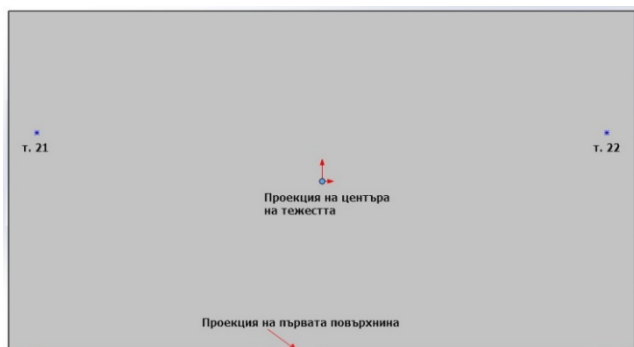 т. 21
т. 22
Проекция на центъра
на тежестта
Проекция на първата повърхнина